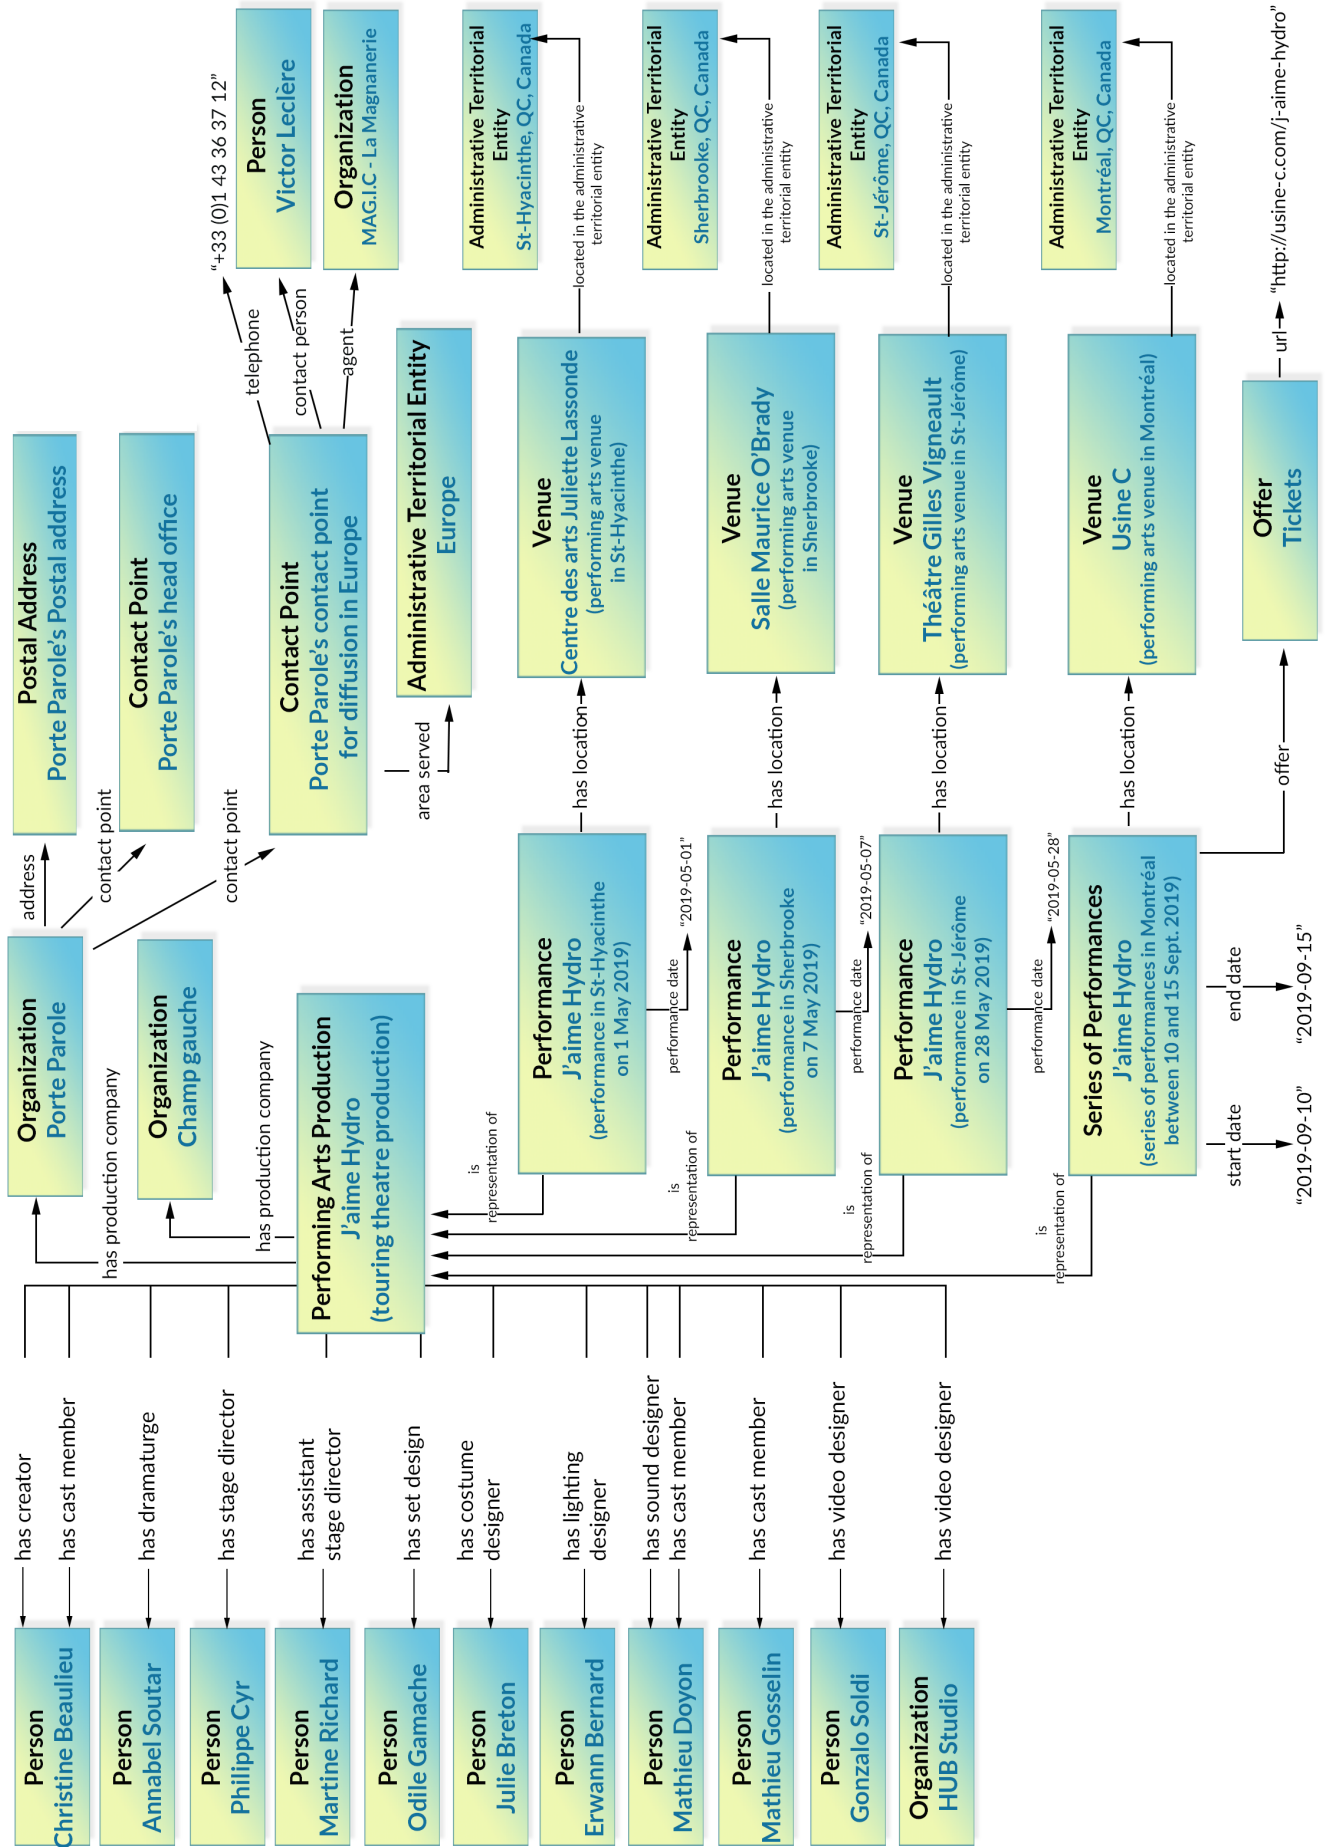 Person
Christine Beaulieu
Person
Annabel Soutar
Person
Philippe Cyr
Person
Martine Richard
Person
Odile Gamache
Person
Julie Breton
Person
Erwann Bernard
Person
Mathieu Doyon
Person
Mathieu Gosselin
Person
Gonzalo Soldi
Organization
HUB Studio
has creator
has cast member
has dramaturge
has stage director
has assistant
stage director
has set design
has costume
designer
has lighting
designer
has sound designer
has cast member
has cast member
has video designer
has video designer
Organization
Porte Parole
has production company
Organization
Champ gauche
has production company
Performing Arts Production
J'aime Hydro
(touring theatre production)
address
contact point
contact point
Postal Address
Porte Parole's Postal address
Contact Point
Porte Parole's head office
Contact Point
Porte Parole's contact point
for diffusion in Europe
area served
Administrative Territorial Entity
Europe
telephone
contact person
agent
“+33 (0)1 43 36 37 12”
Person
Victor Leclère
Organization
MAG.I.C - La Magnanerie
is
representation of
Performance
J'aime Hydro
(performance in St-Hyacinthe
on 1 May 2019)
performance date
“2019-05-01”
has location
Venue
Centre des arts Juliette Lassonde
(performing arts venue
in St-Hyacinthe)
located in the administrative
territorial entity
Administrative Territorial
Entity
St-Hyacinthe, QC, Canada
is
representation of
Performance
J'aime Hydro
(performance in Sherbrooke
on 7 May 2019)
performance date
“2019-05-07”
has location
Venue
Salle Maurice O'Brady
(performing arts venue
in Sherbrooke)
located in the administrative
territorial entity
Administrative Territorial
Entity
Sherbrooke, QC, Canada
is
representation of
Performance
J'aime Hydro
(performance in St-Jérôme
on 28 May 2019)
performance date
“2019-05-28”
has location
Venue
Théâtre Gilles Vigneault
(performing arts venue in St-Jérôme)
located in the administrative
territorial entity
Administrative Territorial
Entity
St-Jérôme, QC, Canada
is
representation of
Series of Performances
J'aime Hydro
(series of performances in Montréal
between 10 and 15 Sept. 2019)
start date
“2019-09-10”
end date
“2019-09-15”
has location
Venue
Usine C
(performing arts venue in Montréal)
located in the administrative
territorial entity
Administrative Territorial
Entity
Montréal, QC, Canada
offer
Offer
Tickets
url
“http://usine-c.com/j-aime-hydro”